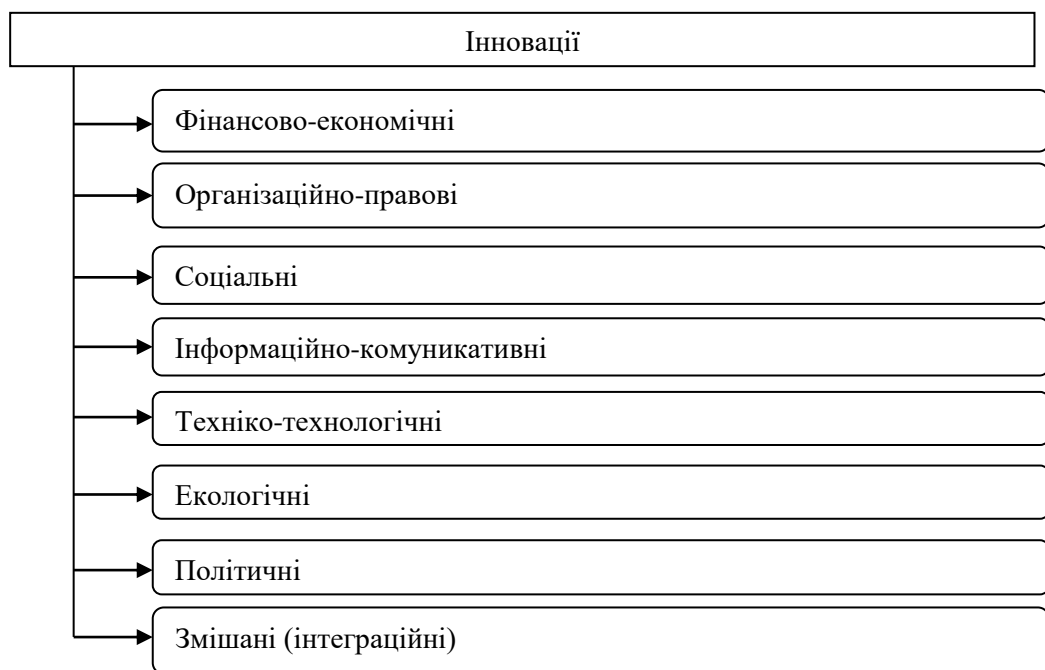 Інновації
Фінансово-економічні
Організаційно-правові
Соціальні
Інформаційно-комуникативні
Техніко-технологічні
Екологічні
Політичні
Змішані (інтеграційні)